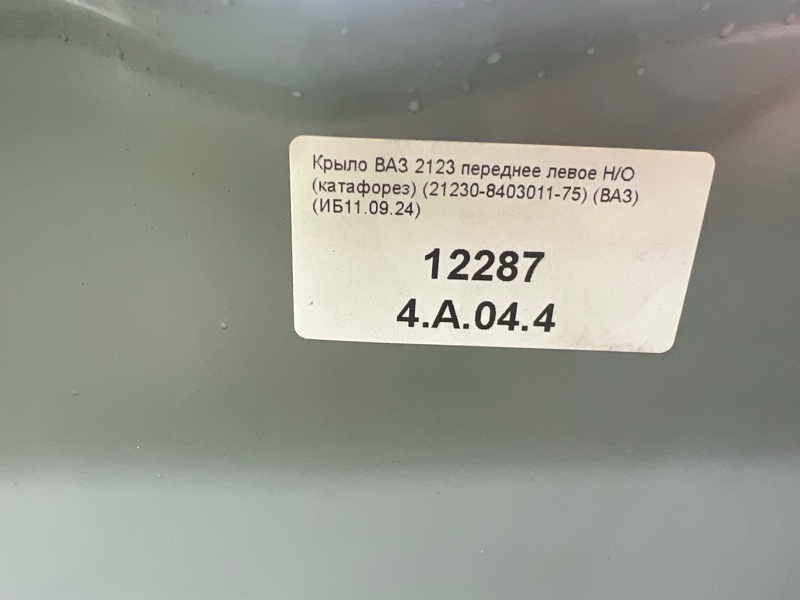 Крыло ВАЗ 2123 переднее левое Н/О
(катафорез) (21230-8403011-75) (ВАЗ)
(ИБ11.09.24)
12287
4.А.04.4